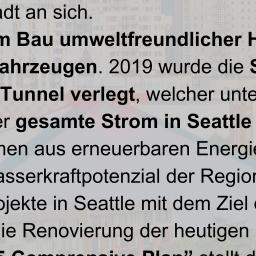 adt an sich.
m Bau umweltfreundlicher H
ahrzeugen. 2019 wurde die S
Tunnel verlegt, welcher unte
er gesamte Strom in Seattle
nen aus erneuerbaren Energie
asserkraftpotenzial der Region
ojekte in Seattle mit dem Ziel
ie Renovierung der heutigen
Comprensive Plan” stellt d